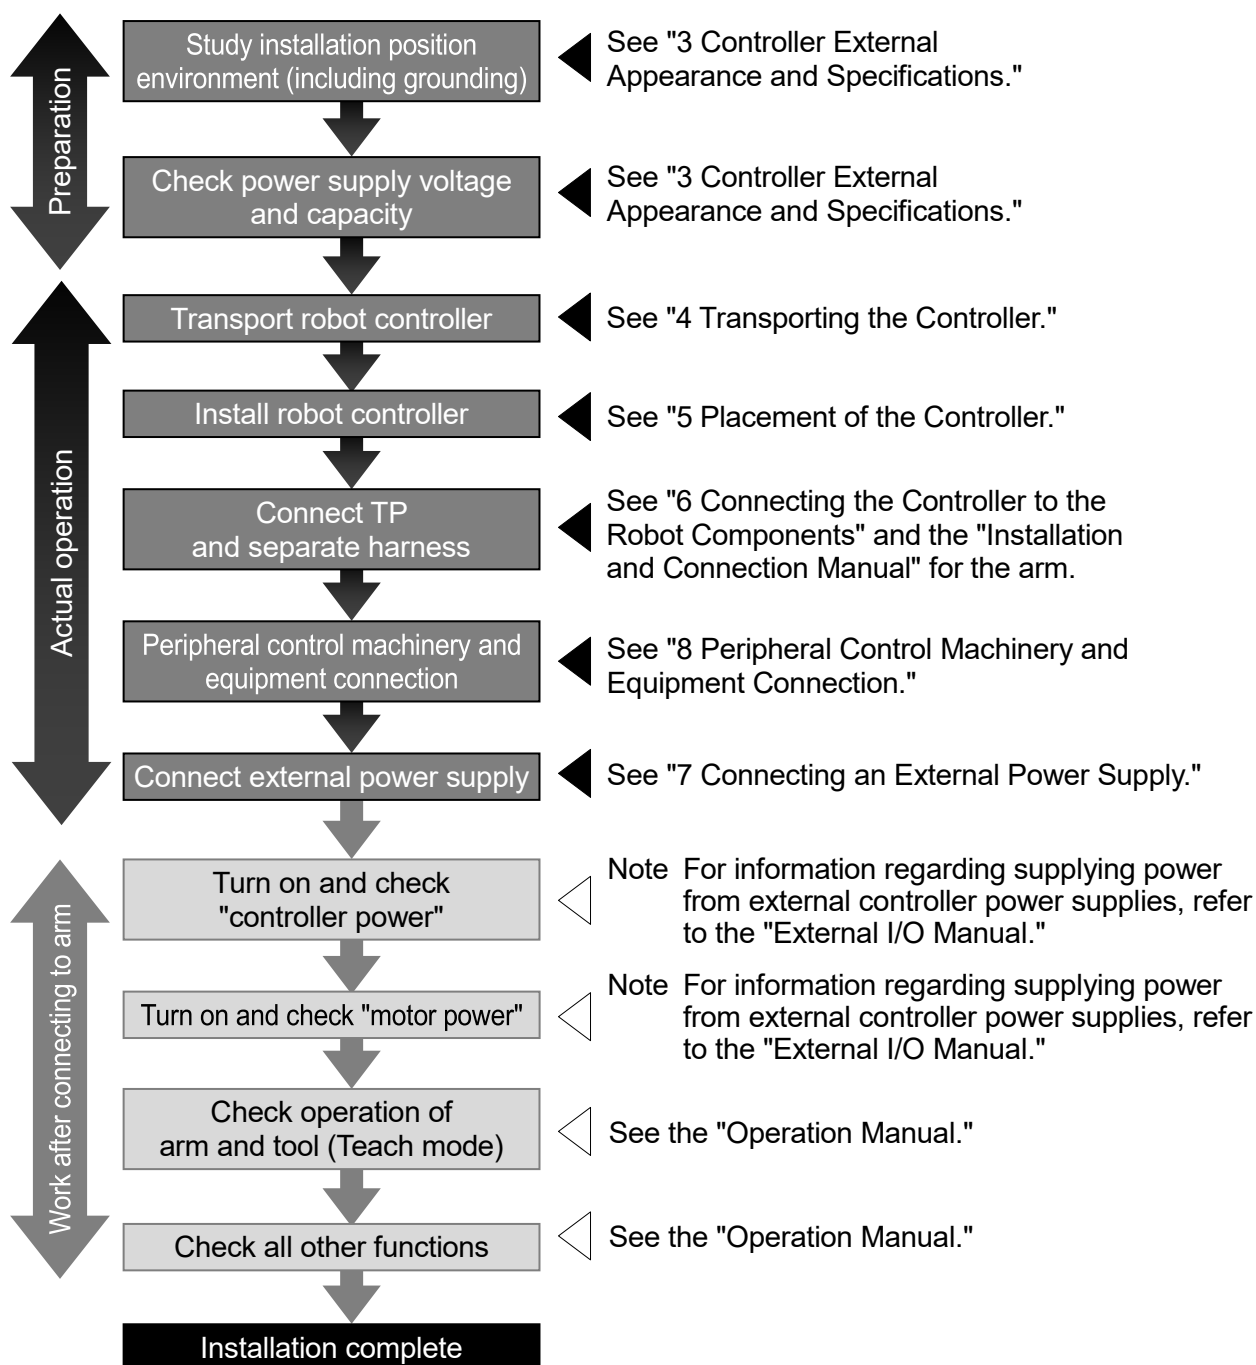 Preparation
Study installation position
environment (including grounding)
See "3 Controller External
Appearance and Specifications."
Check power supply voltage
and capacity
See "3 Controller External
Appearance and Specifications."
Actual operation
Transport robot controller
See "4 Transporting the Controller."
Install robot controller
See "5 Placement of the Controller."
Connect TP
and separate harness
See "6 Connecting the Controller to the
Robot Components" and the "Installation
and Connection Manual" for the arm.
Peripheral control machinery and
equipment connection
See "8 Peripheral Control Machinery and
Equipment Connection."
Connect external power supply
See "7 Connecting an External Power Supply."
Work after connecting to arm
Turn on and check
"controller power"
Note For information regarding supplying power
from external controller power supplies, refer
to the "External I/O Manual."
Turn on and check "motor power"
Note For information regarding supplying power
from external controller power supplies, refer
to the "External I/O Manual."
Check operation of
arm and tool (Teach mode)
See the "Operation Manual."
Check all other functions
See the "Operation Manual."
Installation complete